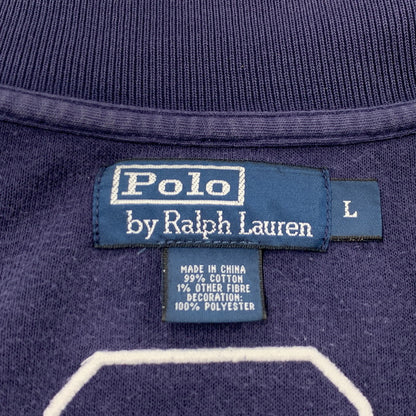 Polo
by Ralph Lauren
L
MADE IN CHINA
99% COTTON
1% OTHER FIBRE
DECORATION:
100% POLYESTER